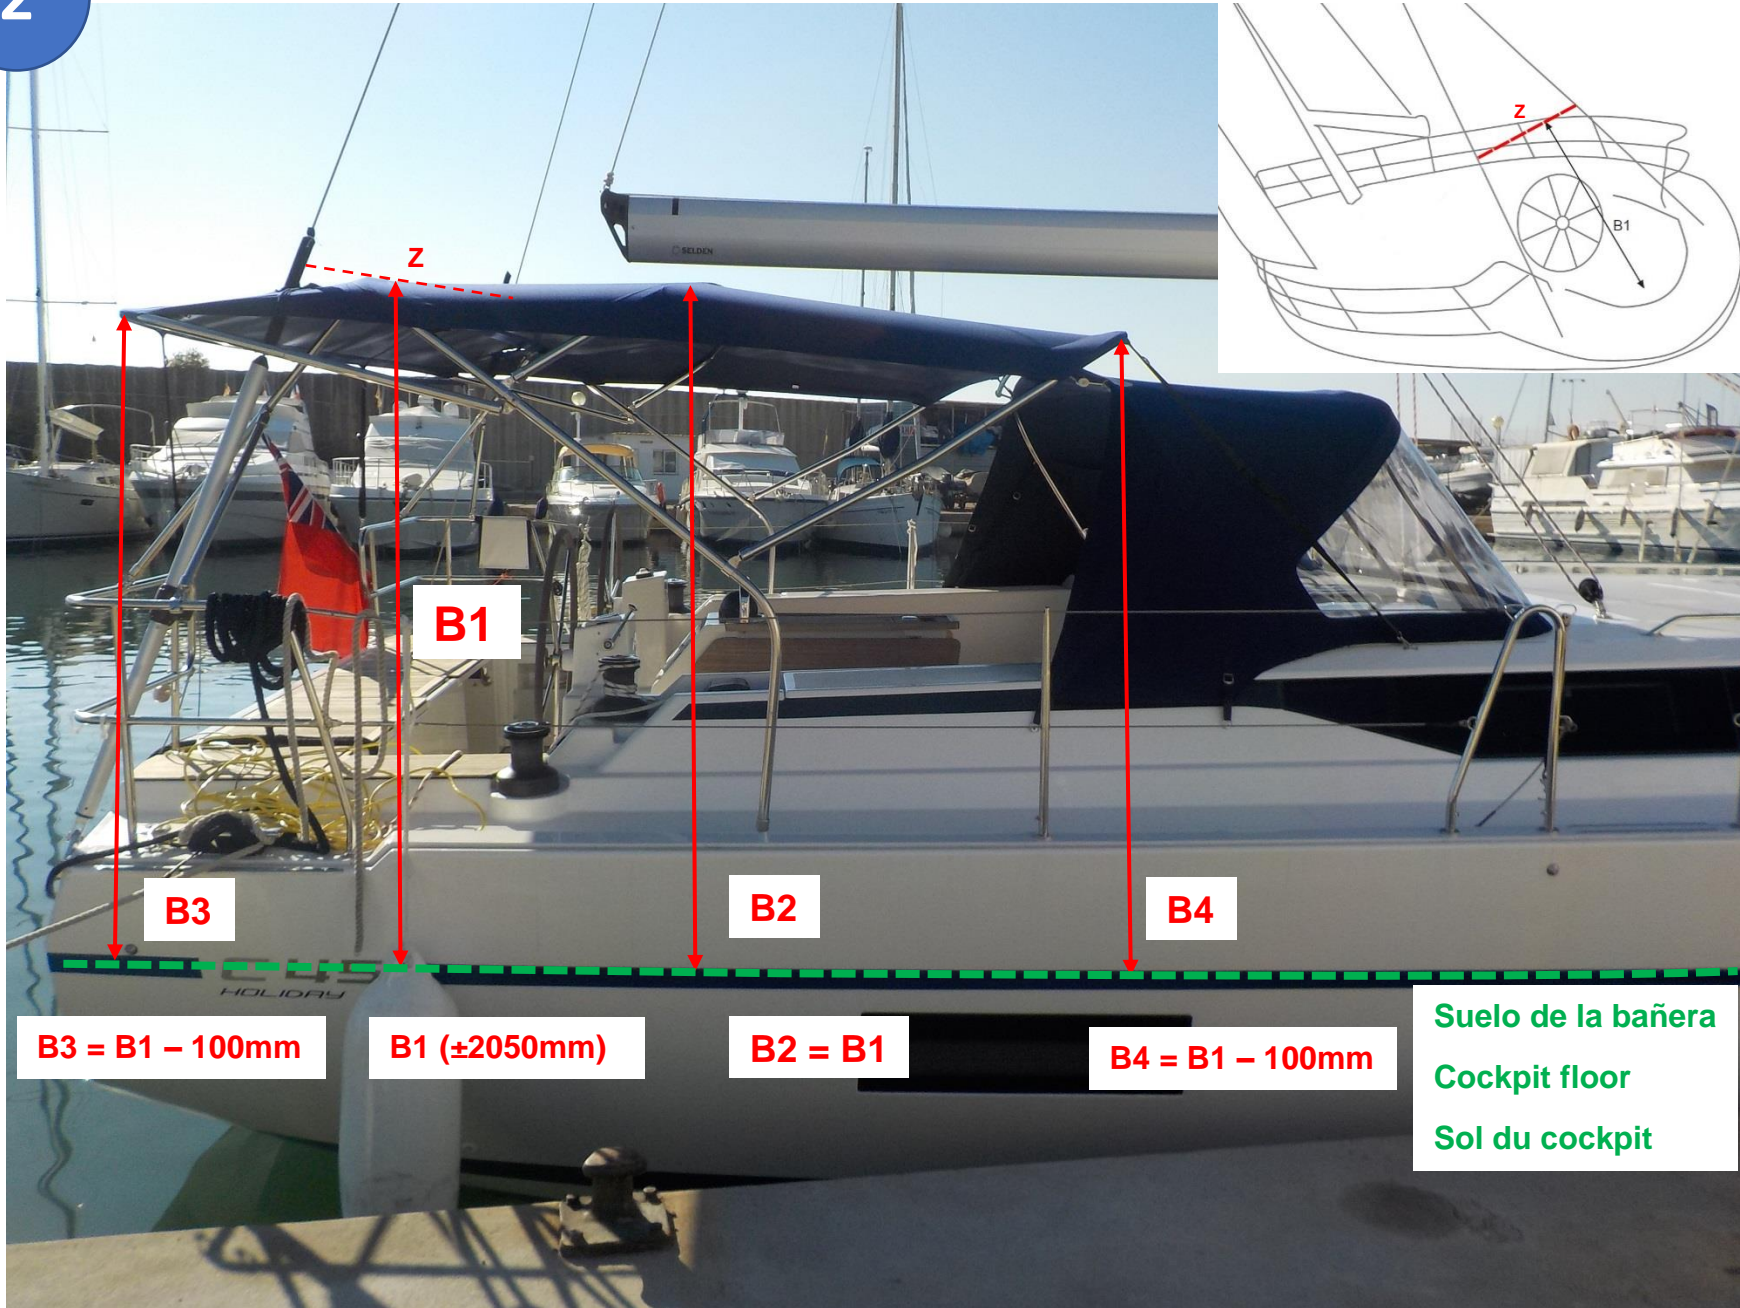 2
Z
B1
SELDEN
Z
B1
B3
B2
B4
C45
HOLIDAY
B3 = B1 – 100mm
B1 (±2050mm)
B2 = B1
B4 = B1 – 100mm
Suelo de la bañera
Cockpit floor
Sol du cockpit